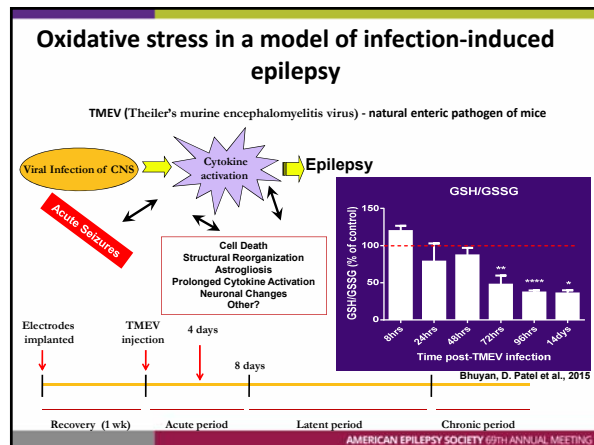 Oxidative stress in a model of infection-induced
epilepsy
TMEV (Theiler's murine encephalomyelitis virus) - natural enteric pathogen of mice
Viral Infection of CNS
Cytokine
activation
Epilepsy
Acute Seizures
Cell Death
Structural Reorganization
Astrogliosis
Prolonged Cytokine Activation
Neuronal Changes
Other?
GSH/GSSG
GSH/GSSG (% of control)
150
100
50
0
**
****
*
8hrs
24hrs
48hrs
72hrs
96hrs
14dys
Time post-TMEV infection
Bhuyan, D. Patel et al., 2015
Electrodes
implanted
TMEV
injection
4 days
8 days
Recovery (1 wk)
Acute period
Latent period
Chronic period
AMERICAN EPILEPSY SOCIETY 69TH ANNUAL MEETING